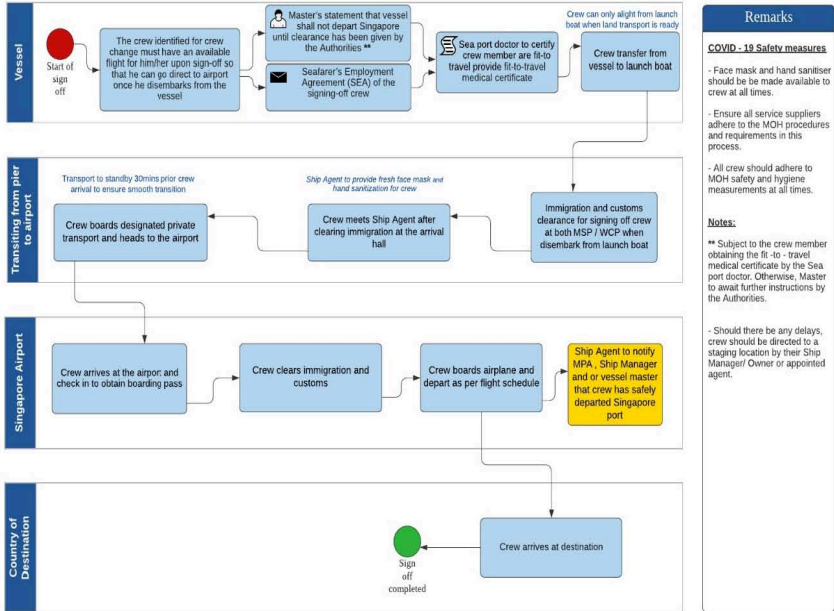 Vessel
Start of
sign
off
The crew identified for crew
change must have an available
flight for him/her upon sign-off so
that he can go direct to airport
once he disembarks from the
vessel
Master's statement that vessel
shall not depart Singapore
until clearance has been given
by the Authorities **
Seafarer's Employment
Agreement (SEA) of the
signing-off crew
Sea port doctor to certify
crew member are fit-to
travel provide fit-to-travel
medical certificate
Crew can only alight from launch
boat when land transport is ready
Crew transfer from
vessel to launch boat
Transiting from pier
to airport
Transport to standby 30mins prior crew
arrival to ensure smooth transition
Crew boards designated private
transport and heads to the airport
Ship Agent to provide fresh face mask and
hand sanitization for crew
Crew meets Ship Agent after
clearing immigration at the arrival
hall
Immigration and customs
clearance for signing off crew
at both MSP / WCP when
disembark from launch boat
Singapore Airport
Crew arrives at the airport and
check in to obtain boarding pass
Crew clears immigration and
customs
Crew boards airplane and
depart as per flight schedule
Ship Agent to notify
MPA , Ship Manager
and or vessel master
that crew has safely
departed Singapore
port
Country of
Destination
Sign
off
completed
Crew arrives at destination
Remarks
COVID - 19 Safety measures
- Face mask and hand sanitiser
should be made available to
crew at all times.
- Ensure all service suppliers
adhere to the MOH procedures
and requirements in this
process.
- All crew should adhere to
MOH safety and hygiene
measurements at all times.
Notes:
** Subject to the crew member
obtaining the fit -to - travel
medical certificate by the Sea
port doctor. Otherwise, Master
to await further instructions by
the Authorities.
- Should there be any delays,
crew should be directed to a
staging location by their Ship
Manager/ Owner or appointed
agent.